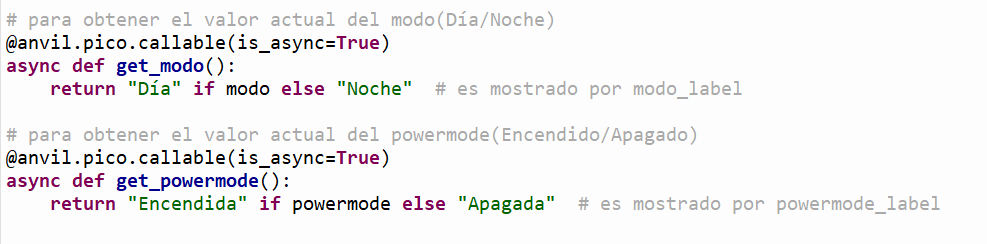 # para obtener el valor actual del modo(Día/Noche)
@anvil.pico.callable(is_async=True)
async def get_modo():
    return "Día" if modo else "Noche"  # es mostrado por modo_label

# para obtener el valor actual del powermode(Encendido/Apagado)
@anvil.pico.callable(is_async=True)
async def get_powermode():
    return "Encendida" if powermode else "Apagada"  # es mostrado por powermode_label